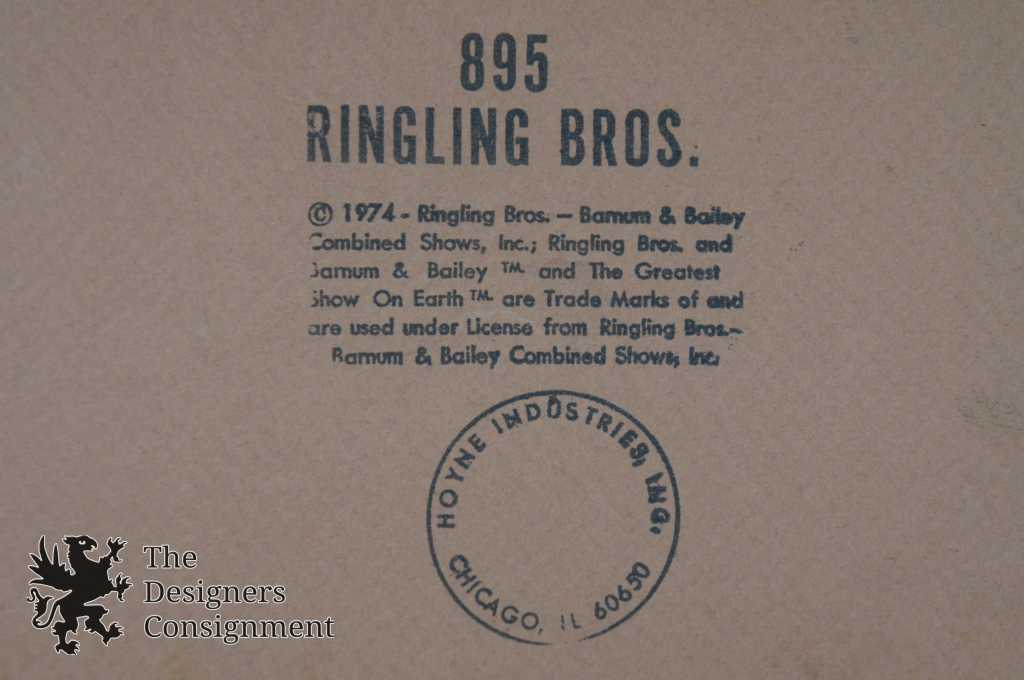 895
RINGLING BROS.
© 1974 - Ringling Bros. – Barnum & Bailey
Combined Shows, Inc.; Ringling Bros. and
Barnum & Bailey ™ and The Greatest
Show On Earth ™ are Trade Marks of and
are used under License from Ringling Bros.–
Barnum & Bailey Combined Shows, Inc.
HOYNE INDUSTRIES, INC.
CHICAGO, IL 60650
The
Designers
Consignment